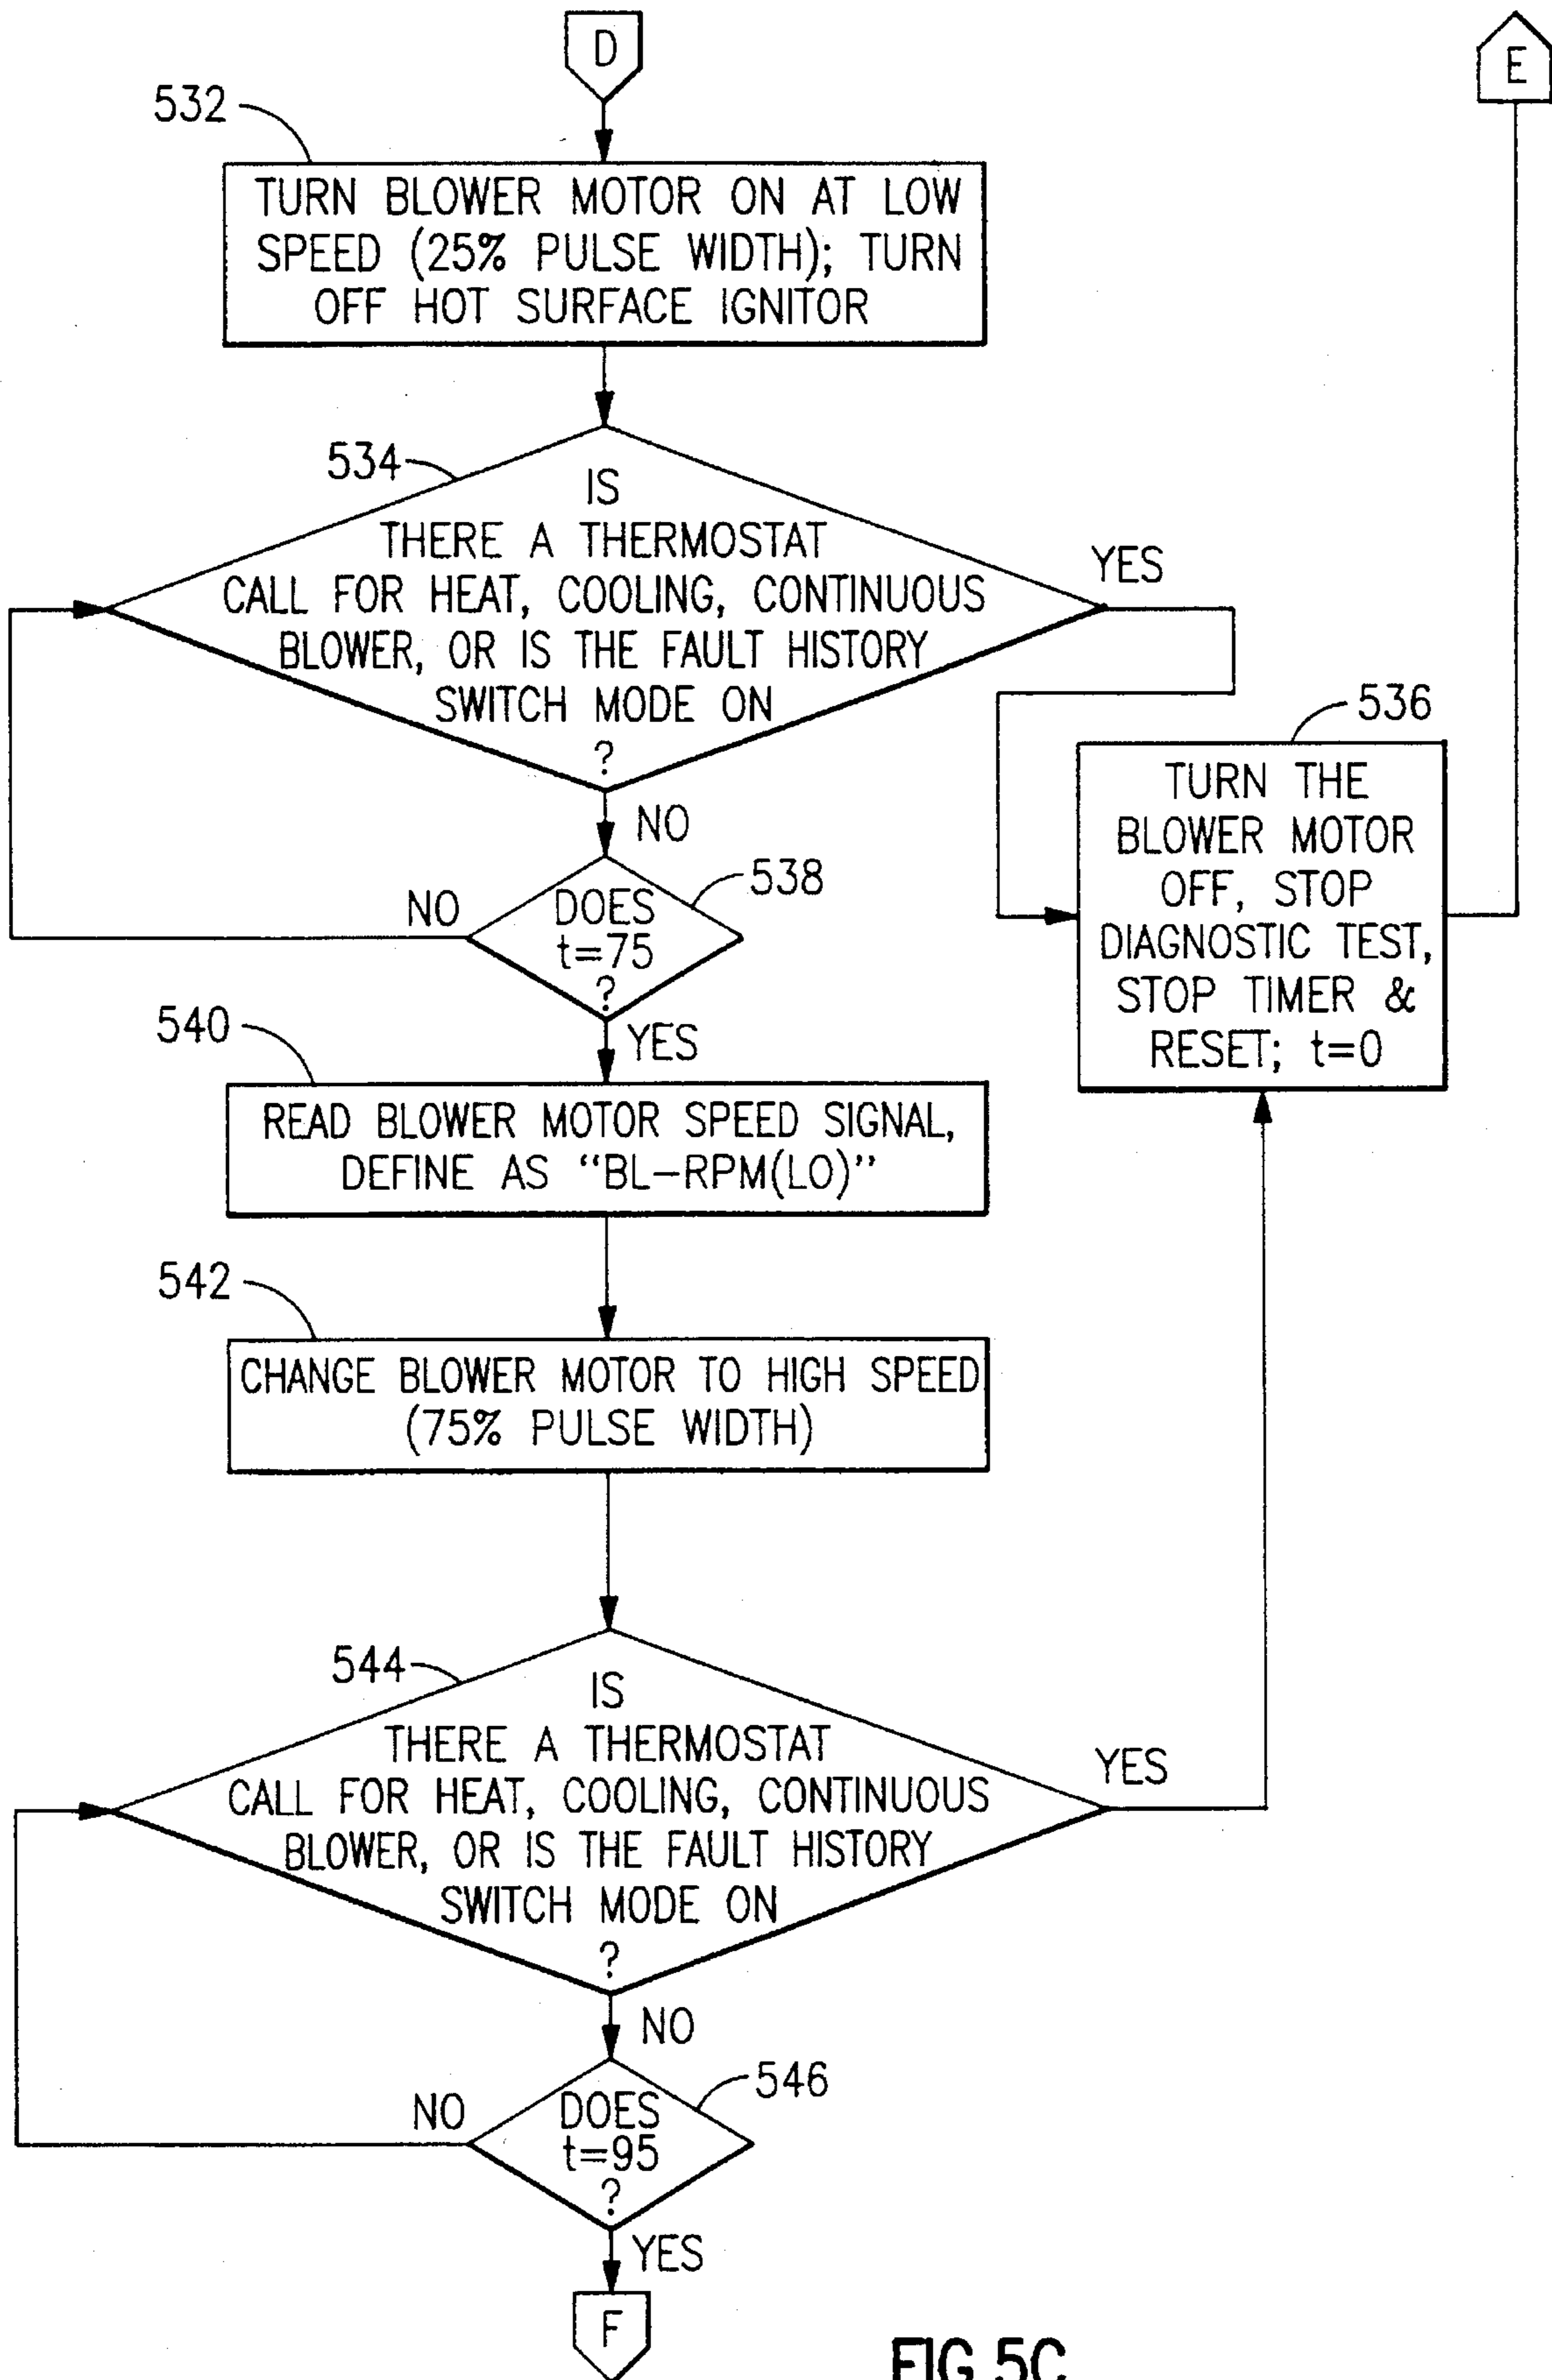 D
E
532
TURN BLOWER MOTOR ON AT LOW
SPEED (25% PULSE WIDTH); TURN
OFF HOT SURFACE IGNITOR
534
IS
THERE A THERMOSTAT
CALL FOR HEAT, COOLING, CONTINUOUS
BLOWER, OR IS THE FAULT HISTORY
SWITCH MODE ON
?
YES
NO
536
TURN THE
BLOWER MOTOR
OFF, STOP
DIAGNOSTIC TEST,
STOP TIMER &
RESET; t=0
538
DOES
t=75
?
NO
YES
540
READ BLOWER MOTOR SPEED SIGNAL,
DEFINE AS “BL-RPM(LO)”
542
CHANGE BLOWER MOTOR TO HIGH SPEED
(75% PULSE WIDTH)
544
IS
THERE A THERMOSTAT
CALL FOR HEAT, COOLING, CONTINUOUS
BLOWER, OR IS THE FAULT HISTORY
SWITCH MODE ON
?
YES
NO
546
DOES
t=95
?
NO
YES
F
FIG.5C